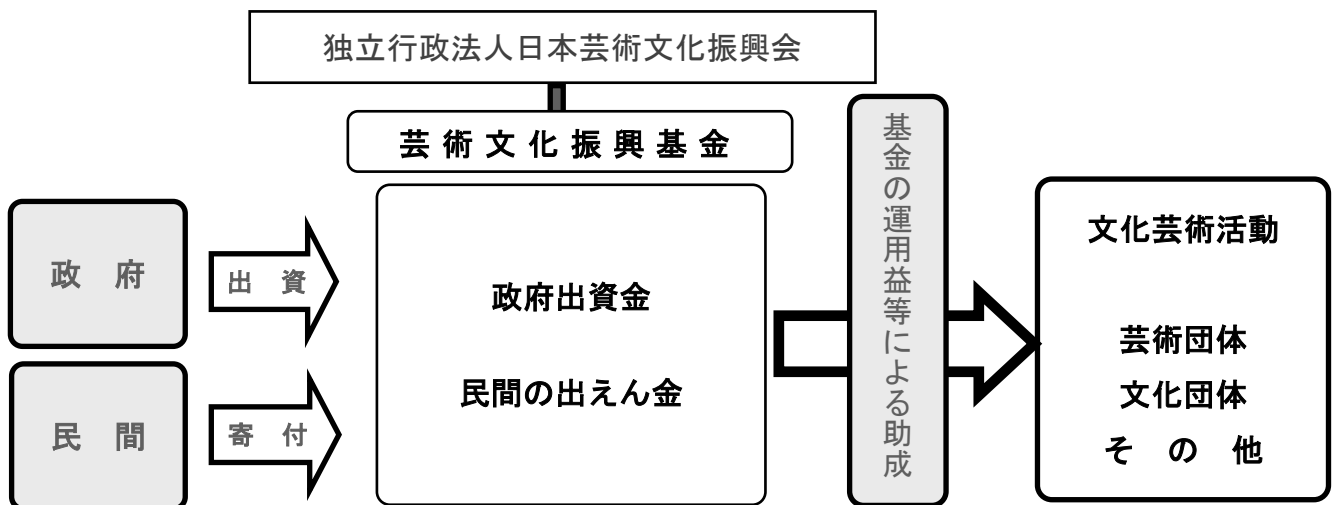 独立行政法人日本芸術文化振興会
芸術文化振興基金
政府
出資
民間
寄付
政府出資金
民間の出えん金
基金の運用益等による助成
文化芸術活動
芸術団体
文化団体
その他